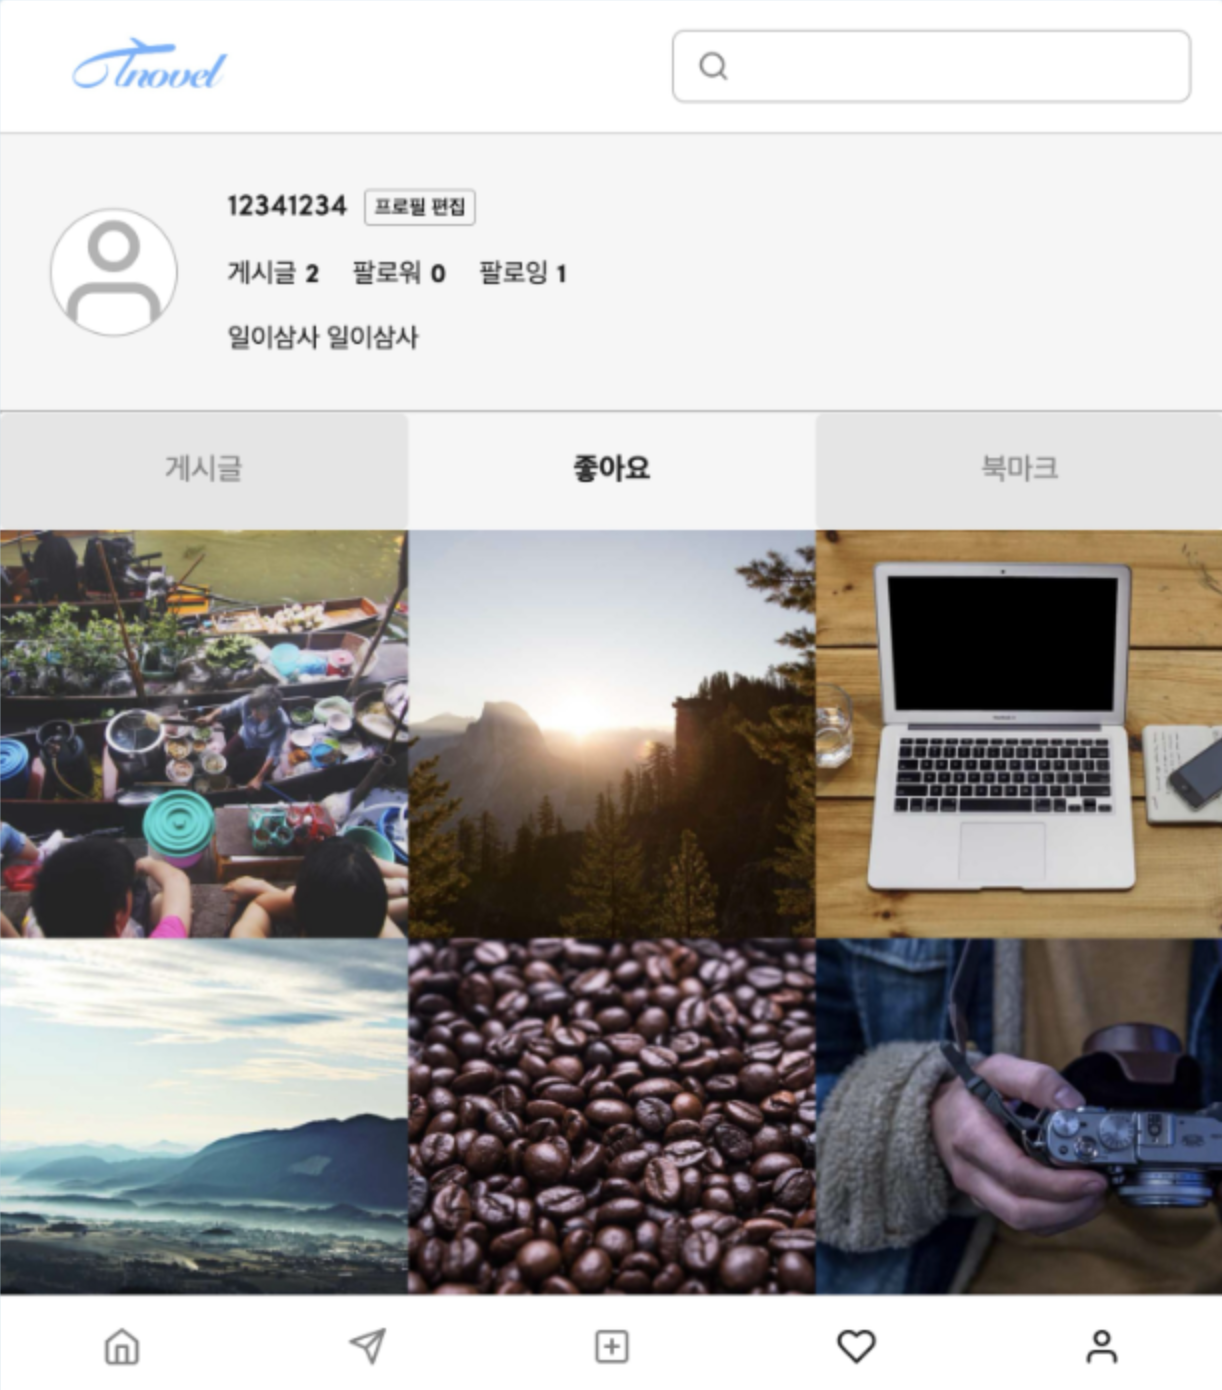 Tnovel
12341234 프로필 편집
게시글 2 팔로워 0 팔로잉 1
일이삼사 일이삼사
게시글 좋아요 북마크